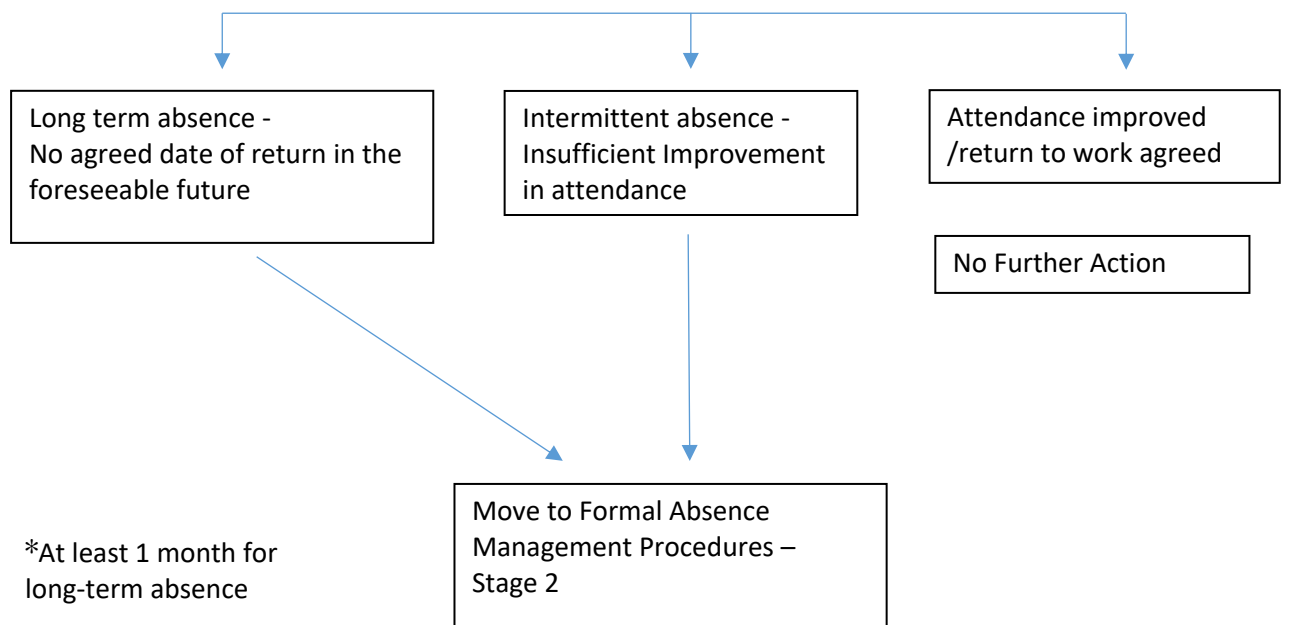 Long term absence -
No agreed date of return in the
foreseeable future
Intermittent absence -
Insufficient Improvement
in attendance
Attendance improved
/return to work agreed
No Further Action
Move to Formal Absence
Management Procedures –
Stage 2
*At least 1 month for
long-term absence